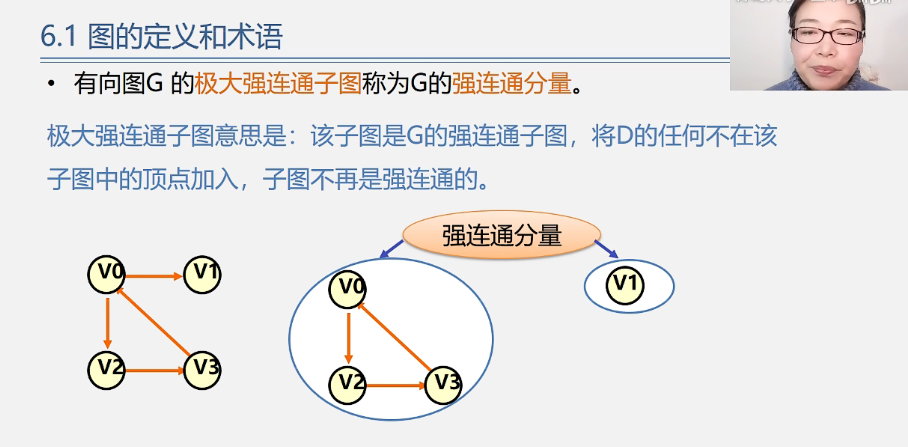 6.1 图的定义和术语
• 有向图G 的极大强连通子图称为G的强连通分量。
极大强连通子图意思是：该子图是G的强连通子图，将D的任何不在该
子图中的顶点加入，子图不再是强连通的。
强连通分量
V0
V1
V2
V3
V0
V2
V3
V1